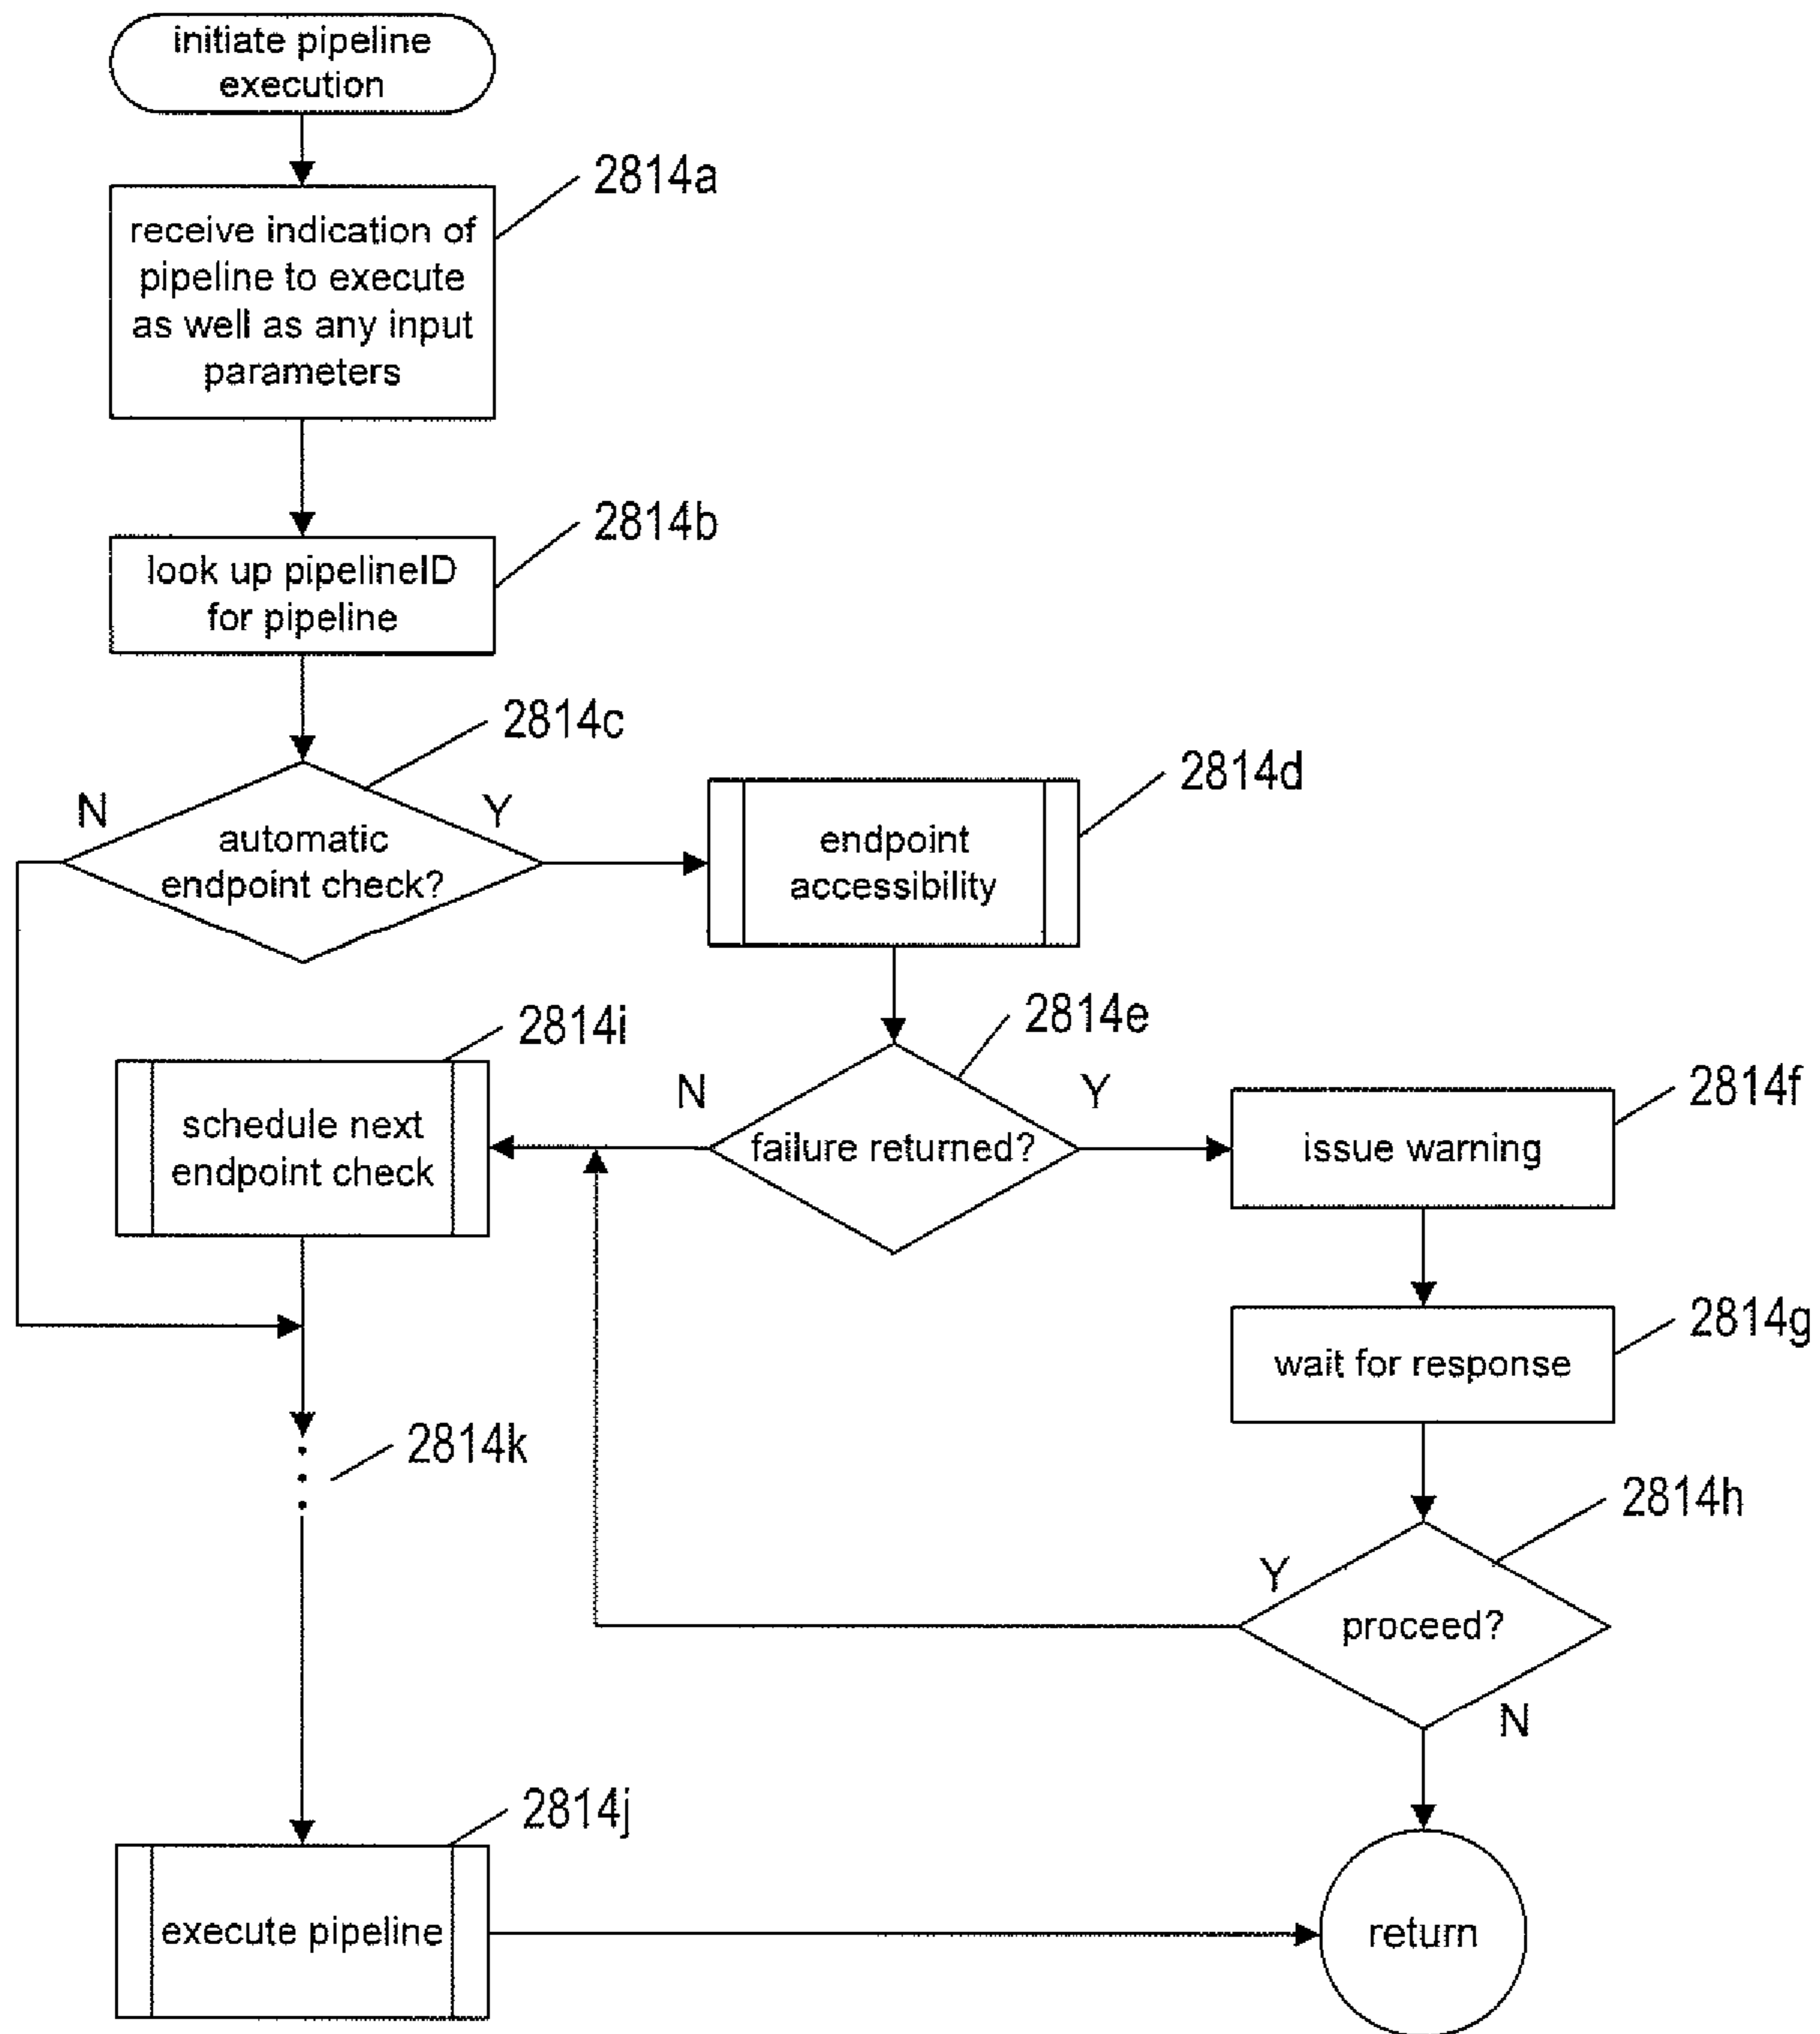 initiate pipeline
execution
2814a
receive indication of
pipeline to execute
as well as any input
parameters
2814b
look up pipelineID
for pipeline
2814c
N
Y
automatic
endpoint check?
2814d
endpoint
accessibility
2814i
schedule next
endpoint check
2814e
N
Y
failure returned?
2814f
issue warning
2814g
wait for response
2814k
2814h
Y
proceed?
N
2814j
execute pipeline
return